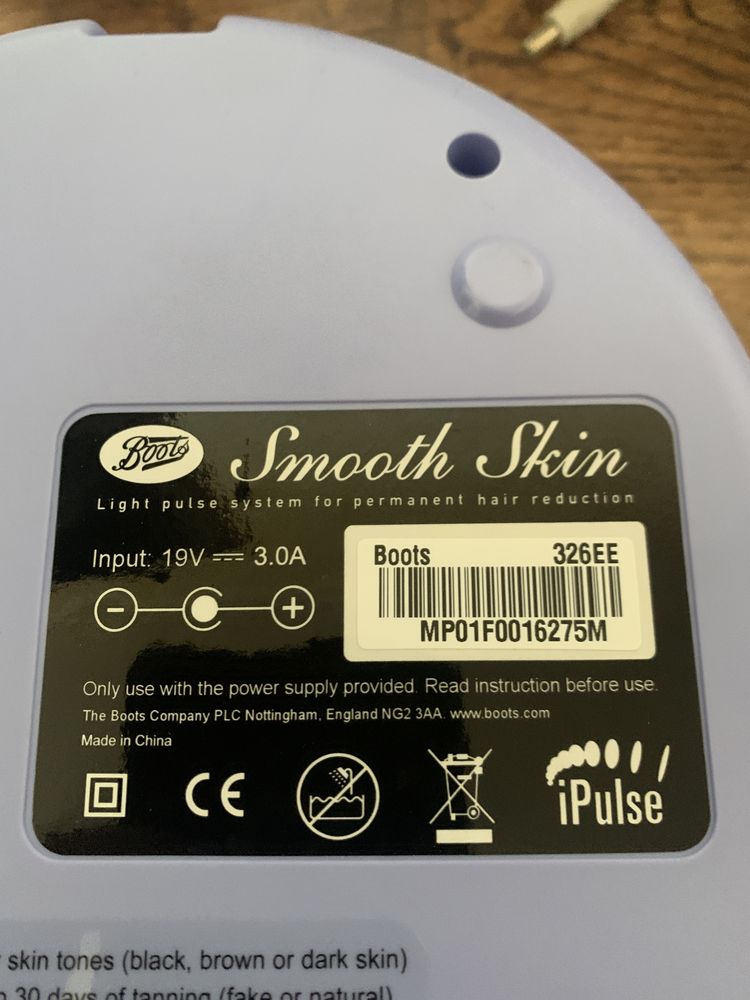 Boots Smooth Skin
Light pulse system for permanent hair reduction
Input: 19V ⎓ 3.0A
Boots 326EE
MP01F0016275M
Only use with the power supply provided. Read instruction before use.
The Boots Company PLC Nottingham, England NG2 3AA. www.boots.com
Made in China
CE
iPulse
skin tones (black, brown or dark skin)
30 days of tanning (fake or natural)